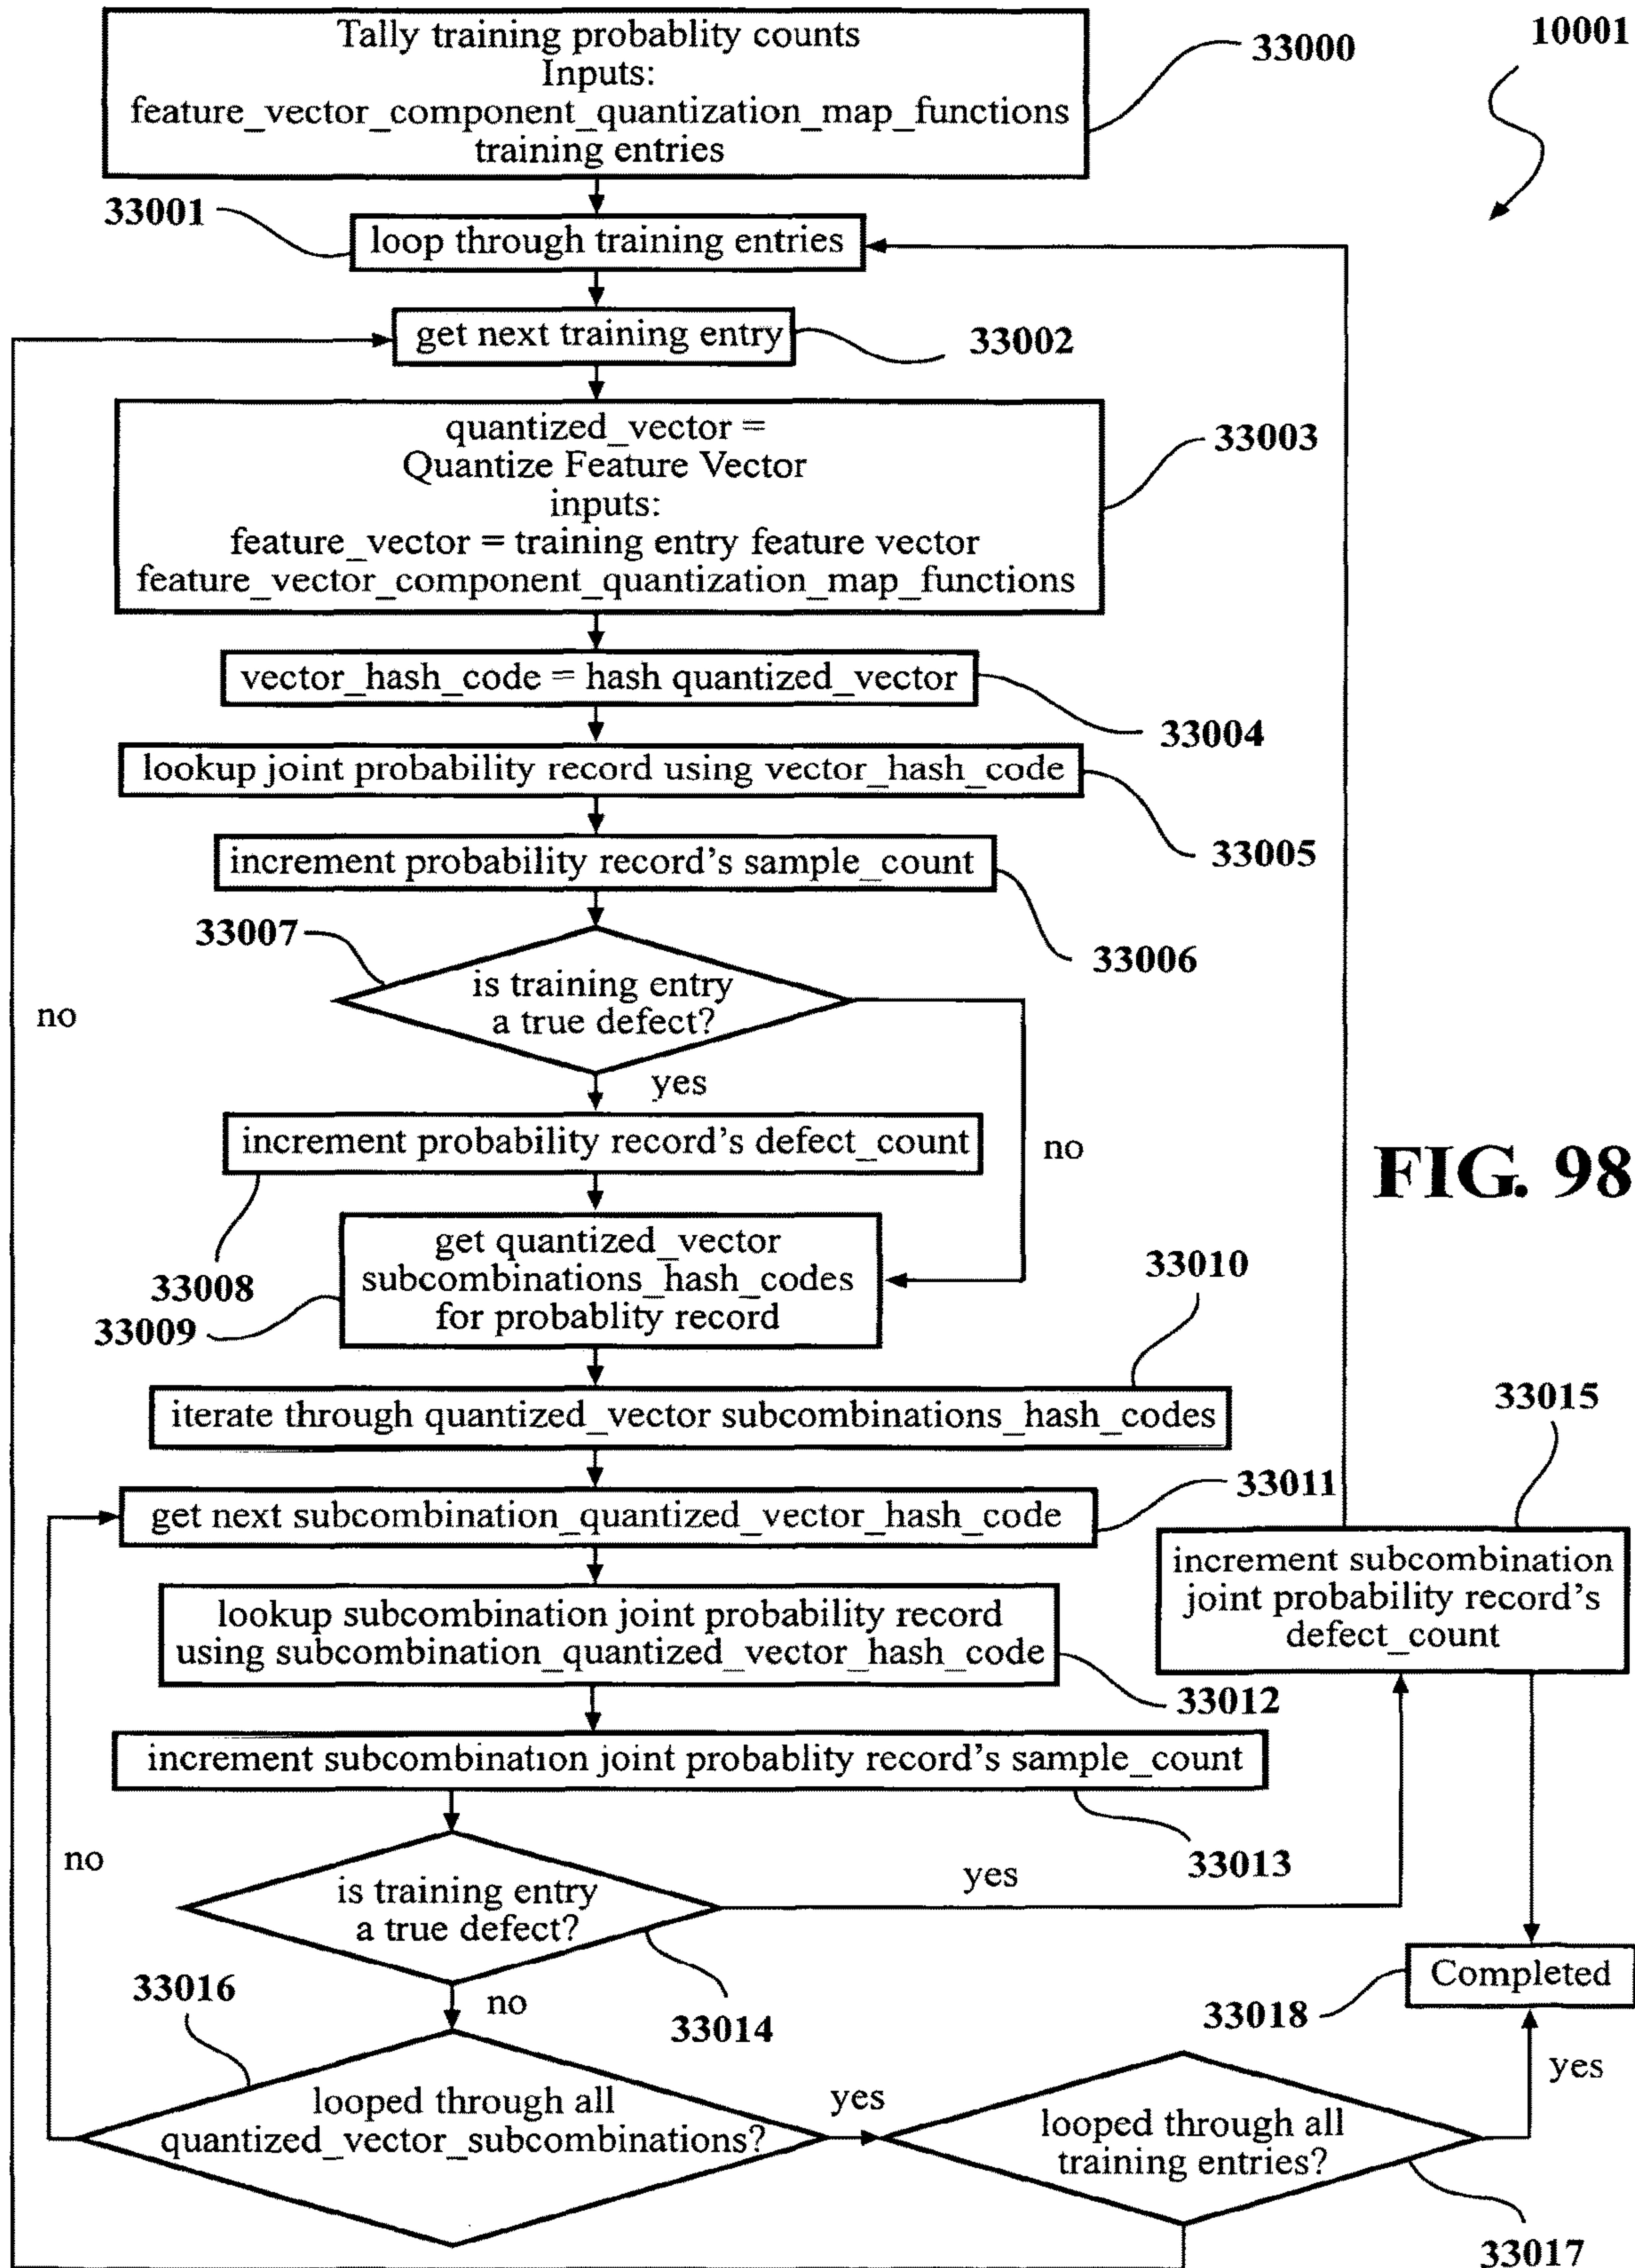 Tally training probablity counts
Inputs:
feature_vector_component_quantization_map_functions
training entries
33000
10001
33001
loop through training entries
get next training entry
33002
quantized_vector =
Quantize Feature Vector
inputs:
feature_vector = training entry feature vector
feature_vector_component_quantization_map_functions
33003
vector_hash_code = hash quantized_vector
33004
lookup joint probability record using vector_hash_code
33005
increment probability record's sample_count
33006
33007
is training entry
a true defect?
no
yes
no
increment probability record's defect_count
33008
FIG. 98
get quantized_vector
subcombinations_hash_codes
for probablity record
33009
33010
iterate through quantized_vector subcombinations_hash_codes
33011
get next subcombination_quantized_vector_hash_code
33015
increment subcombination
joint probability record's
defect_count
lookup subcombination joint probability record
using subcombination_quantized_vector_hash_code
33012
increment subcombination joint probablity record's sample_count
33013
no
is training entry
a true defect?
yes
33014
no
33016
looped through all
quantized_vector_subcombinations?
yes
looped through all
training entries?
33017
yes
Completed
33018